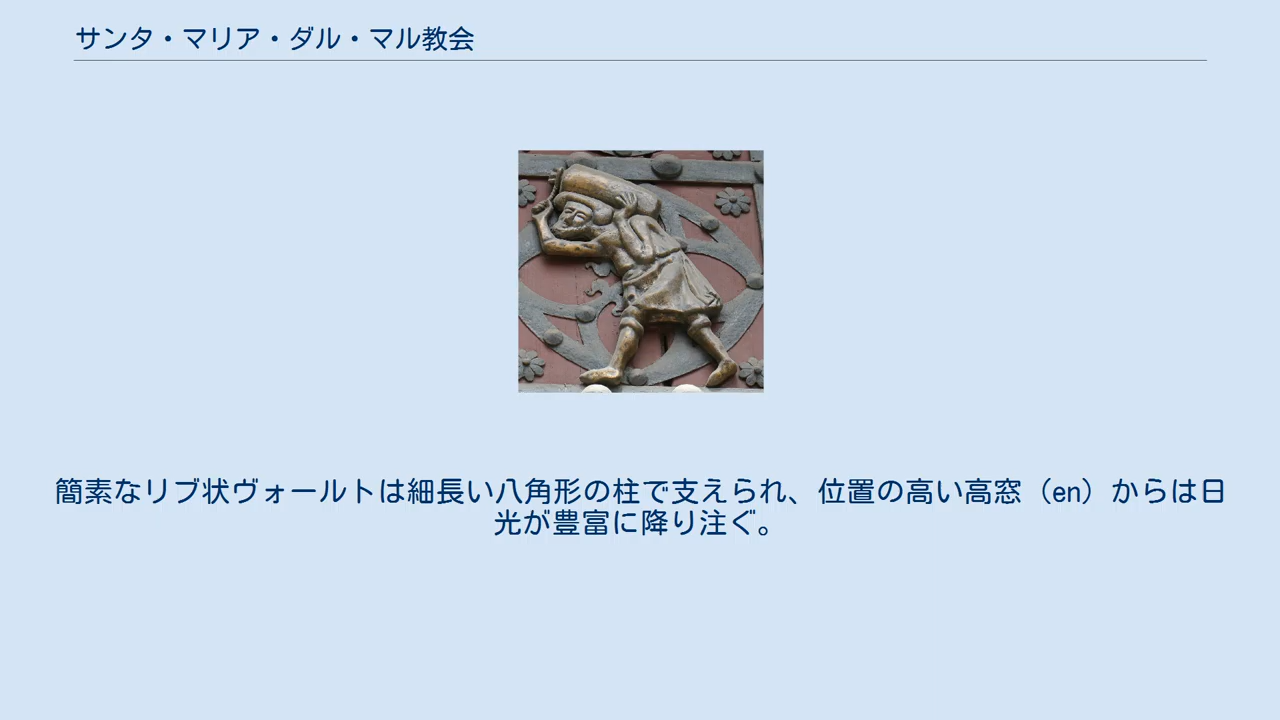 サンタ・マリア・ダル・マル教会
簡素なリブ状ヴォールトは細長い八角形の柱で支えられ、位置の高い高窓（en）からは日
光が豊富に降り注ぐ。